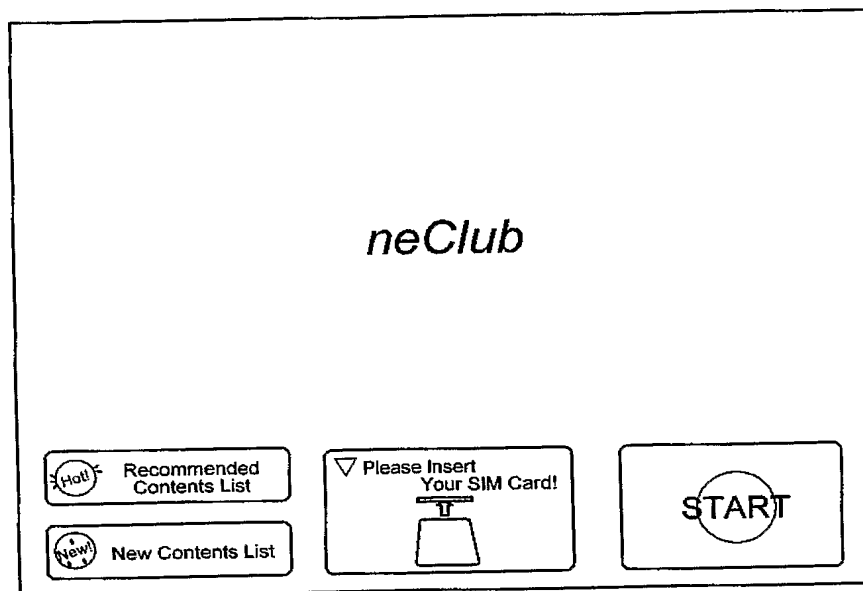 neClub
Hot!
Recommended
Contents List
New!
New Contents List
▽ Please Insert
Your SIM Card!
START